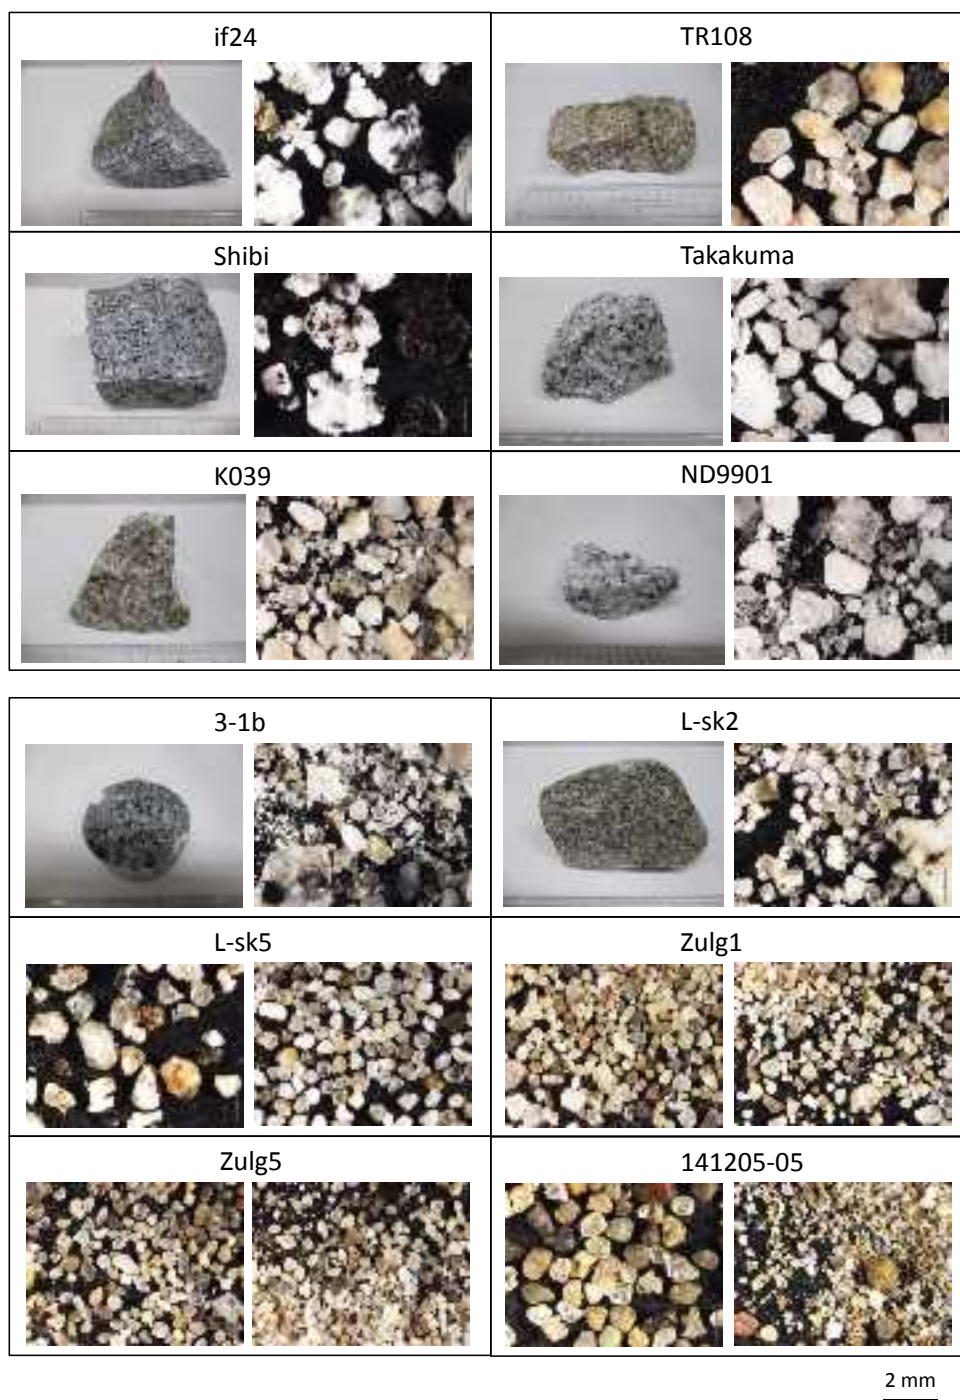 if24
TR108
Shibi
Takakuma
K039
ND9901
3-1b
L-sk2
L-sk5
Zulg1
Zulg5
141205-05
2 mm